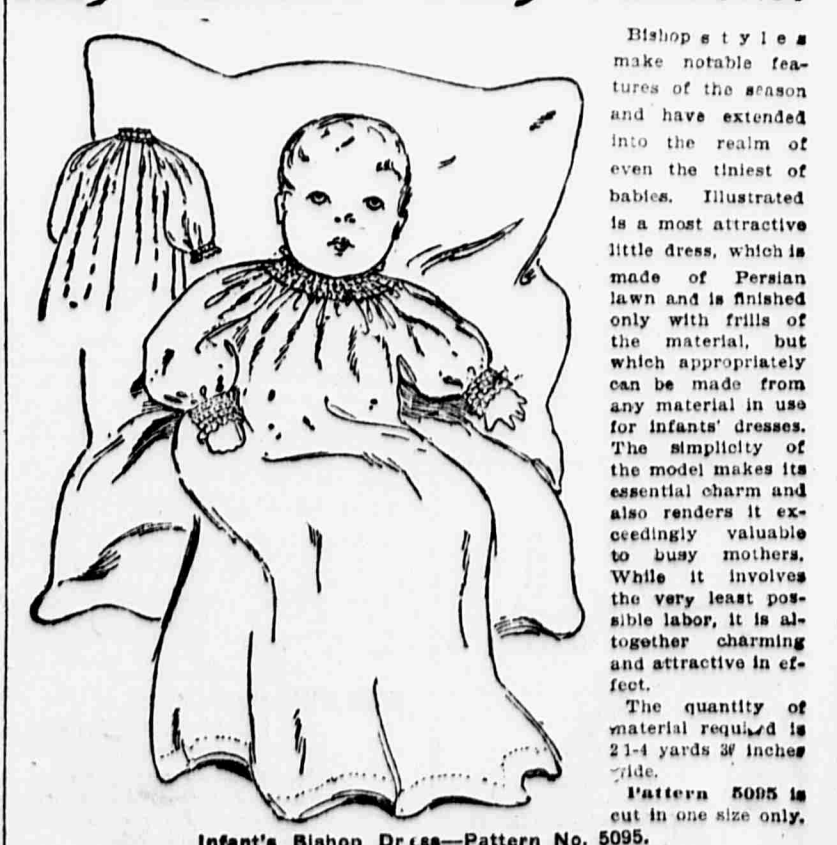 Bishop styles
make notable fea-
tures of the season
and have extended
into the realm of
even the tiniest of
babies. Illustrated
is a most attractive
little dress, which is
made of Persian
lawn and is finished
only with frills of
the material, but
which appropriately
can be made from
any material in use
for infants' dresses.
The simplicity of
the model makes its
essential charm and
also renders it ex-
ceedingly valuable
to busy mothers.
While it involves
the very least pos-
sible labor, it is al-
together charming
and attractive in ef-
fect.
The quantity of
material required is
2 1-4 yards inches
Pattern 5095 is
cut in one size only.
Infant's Bishop Dress—Pattern No. 5095.